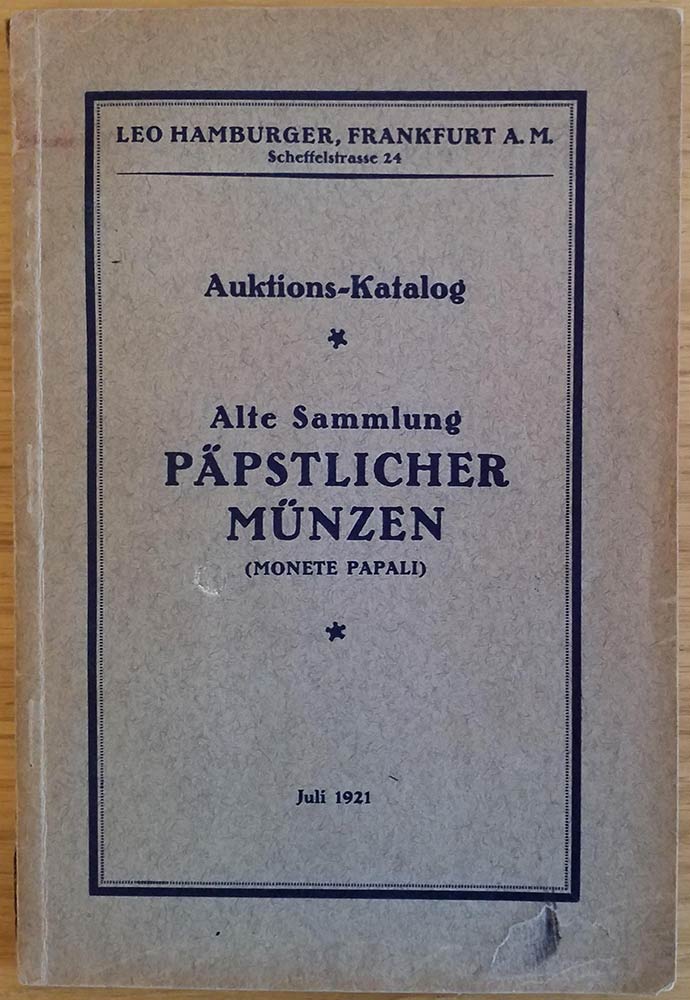 LEO HAMBURGER, FRANKFURT A. M.
Scheffelstrasse 24
Auktions-Katalog
Alte Sammlung
PÄPSTLICHER
MÜNZEN
(MONETE PAPALI)
Juli 1921